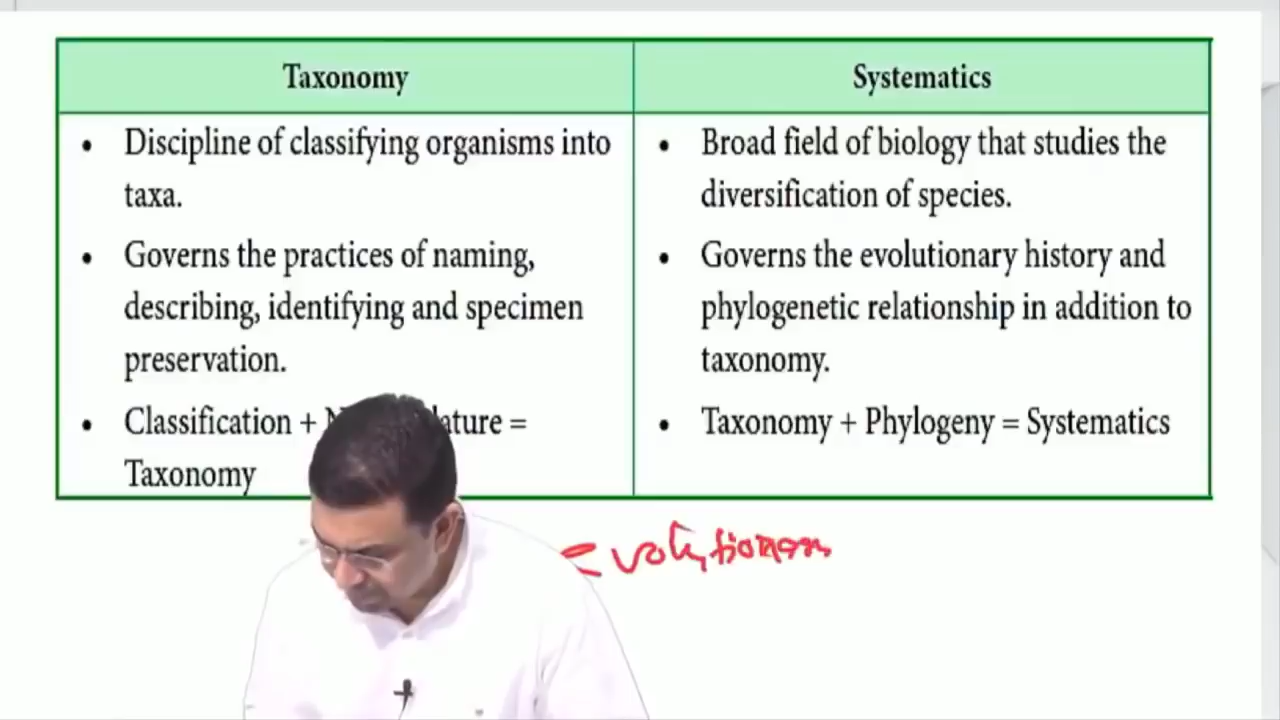 Taxonomy
Systematics
• Discipline of classifying organisms into
taxa.
• Governs the practices of naming,
describing, identifying and specimen
preservation.
• Classification + ature =
Taxonomy
• Broad field of biology that studies the
diversification of species.
• Governs the evolutionary history and
phylogenetic relationship in addition to
taxonomy.
• Taxonomy + Phylogeny = Systematics